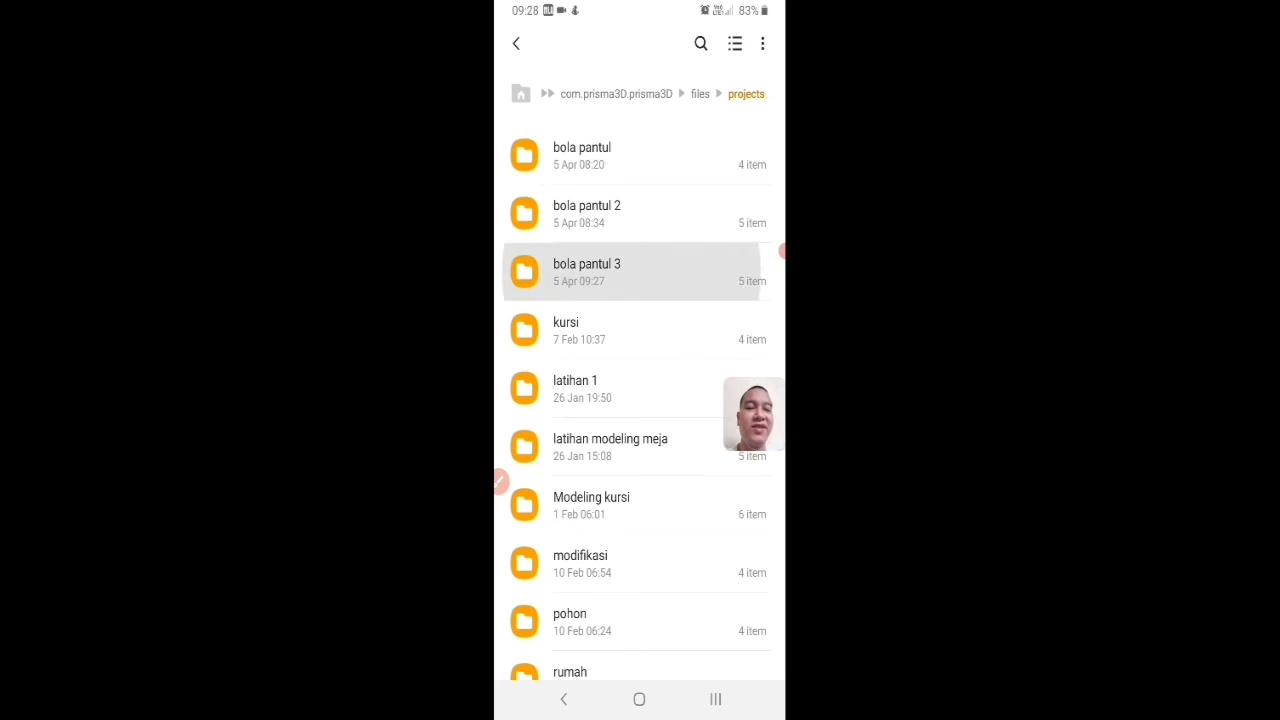 09:28 83%
com.prisma3D.prisma3D files projects
bola pantul
5 Apr 08:20 4 item
bola pantul 2
5 Apr 08:34 5 item
bola pantul 3
5 Apr 09:27 5 item
kursi
7 Feb 10:37 4 item
latihan 1
26 Jan 19:50
latihan modeling meja
26 Jan 15:08 5 item
Modeling kursi
1 Feb 06:01 6 item
modifikasi
10 Feb 06:54 4 item
pohon
10 Feb 06:24 4 item
rumah